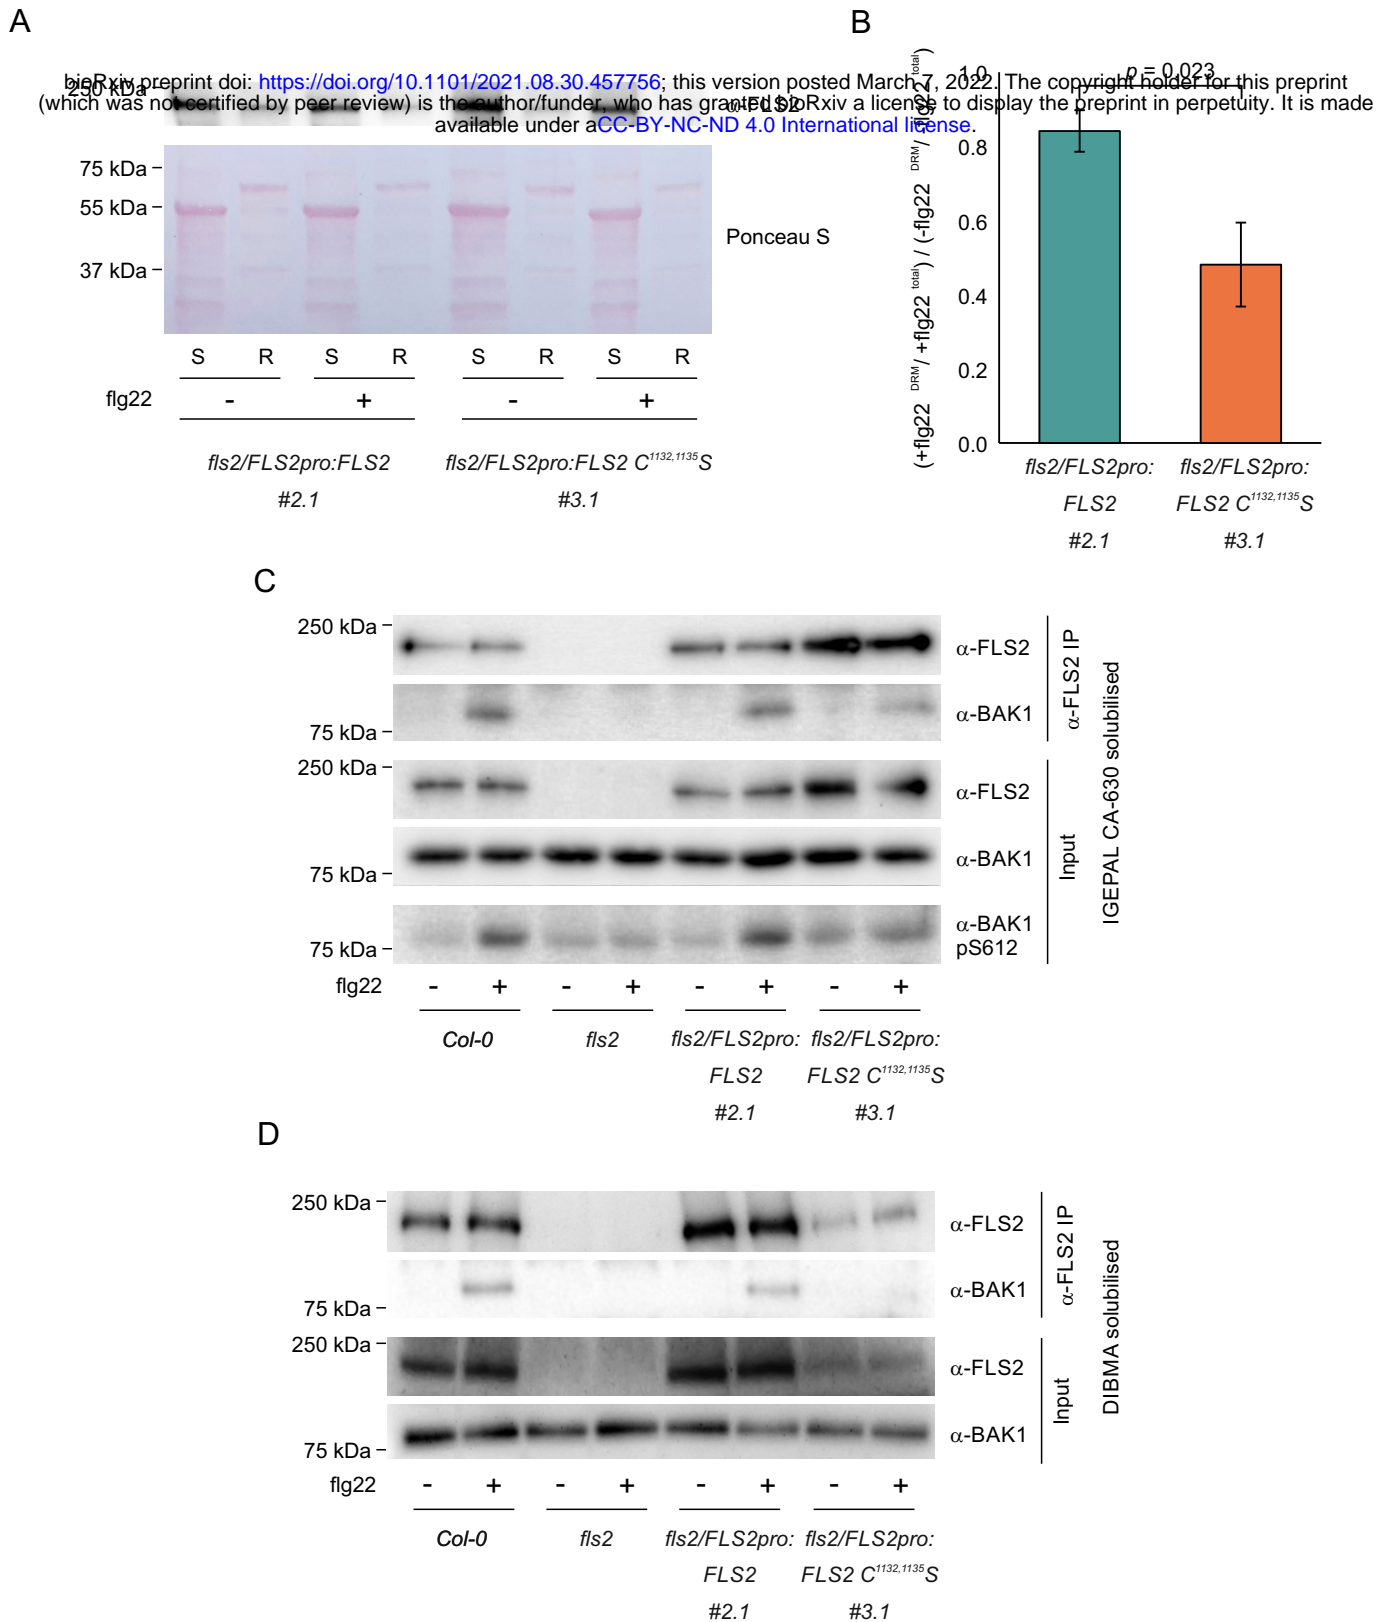 A
B
bioRxiv preprint doi: https://doi.org/10.1101/2021.08.30.457756; this version posted March 7, 2022. The copyright holder for this preprint
(which was not certified by peer review) is the author/funder, who has granted bioRxiv a license to display the preprint in perpetuity. It is made
available under aCC-BY-NC-ND 4.0 International license.
250 kDa
α-FLS2
75 kDa
55 kDa
37 kDa
Ponceau S
S R S R S R S R
flg22 - + - +
fls2/FLS2pro:FLS2 fls2/FLS2pro:FLS2 C1132,1135S
#2.1 #3.1
(+flg22 DRM/ +flg22 total) / (-flg22 DRM/ -flg22 total)
p = 0.023
1.0
0.8
0.6
0.4
0.2
0.0
fls2/FLS2pro: fls2/FLS2pro:
FLS2 FLS2 C1132,1135S
#2.1 #3.1
C
250 kDa
α-FLS2
α-BAK1
75 kDa
α-FLS2 IP
250 kDa
α-FLS2
α-BAK1
75 kDa
α-BAK1
pS612
75 kDa
Input
IGEPAL CA-630 solubilised
flg22 - + - + - + - +
Col-0 fls2 fls2/FLS2pro: fls2/FLS2pro:
FLS2 FLS2 C1132,1135S
#2.1 #3.1
D
250 kDa
α-FLS2
α-BAK1
75 kDa
α-FLS2 IP
250 kDa
α-FLS2
α-BAK1
75 kDa
Input
DIBMA solubilised
flg22 - + - + - + - +
Col-0 fls2 fls2/FLS2pro: fls2/FLS2pro:
FLS2 FLS2 C1132,1135S
#2.1 #3.1